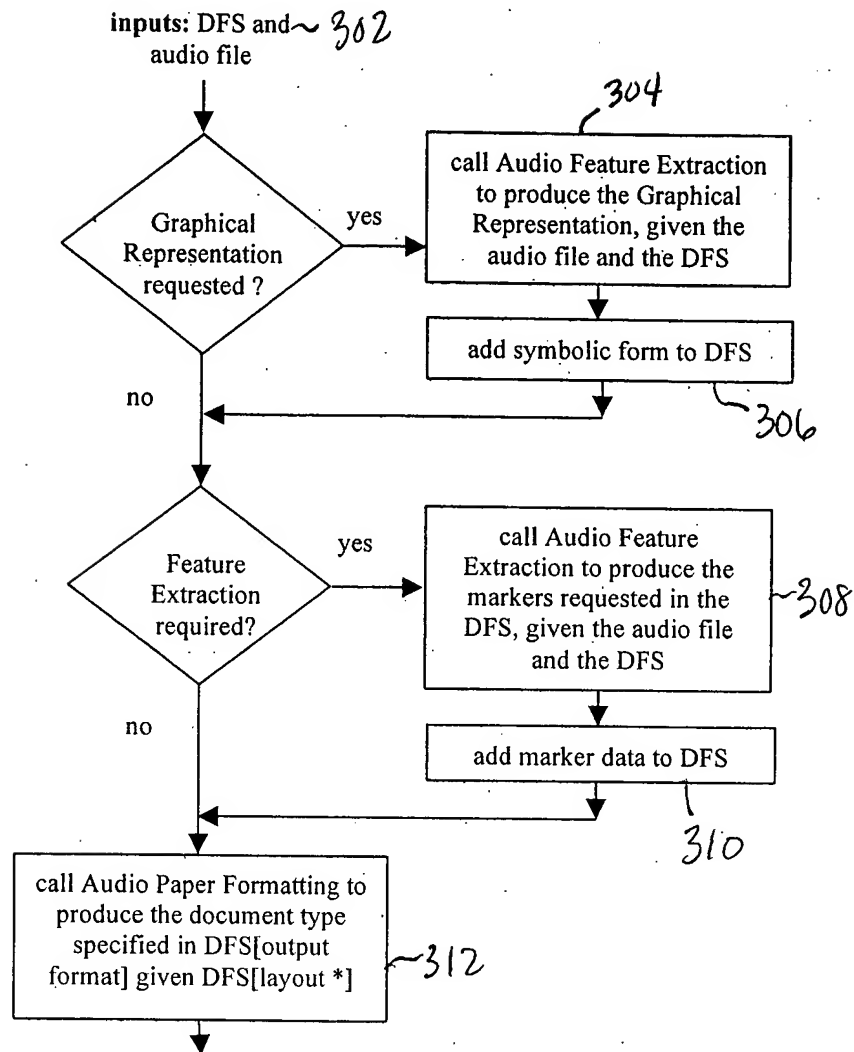 inputs: DFS and
audio file
302
304
Graphical
Representation
requested ?
yes
call Audio Feature Extraction
to produce the Graphical
Representation, given the
audio file and the DFS
add symbolic form to DFS
306
no
Feature
Extraction
required?
yes
call Audio Feature
Extraction to produce the
markers requested in the
DFS, given the audio file
and the DFS
308
no
add marker data to DFS
310
call Audio Paper Formatting to
produce the document type
specified in DFS[output
format] given DFS[layout *]
312